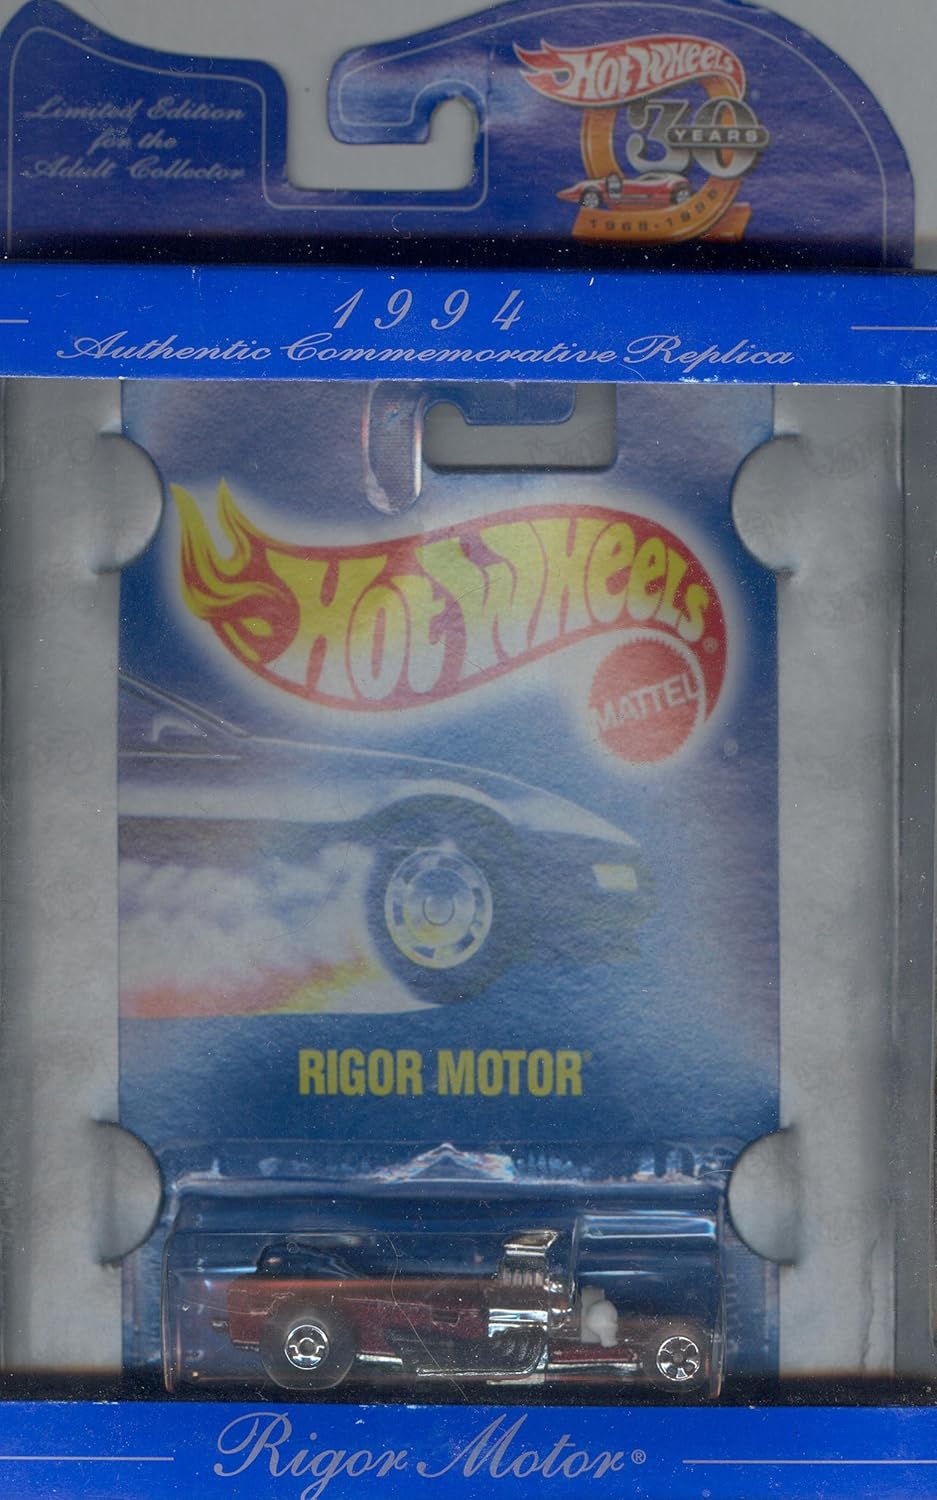 Limited Edition
for the
Adult Collector
Hot Wheels®
30
YEARS
1968-1998
1994
Authentic Commemorative Replica
Hot Wheels®
MATTEL
®
RIGOR MOTOR
Rigor Motor®